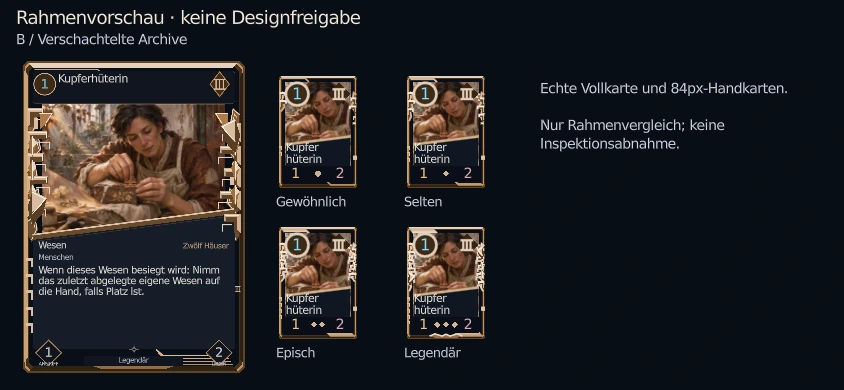 Rahmenvorschau · keine Designfreigabe
B / Verschachtelte Archive
1 Kupferhüterin III
Wesen Zwölf Häuser
Menschen
Wenn dieses Wesen besiegt wird: Nimm
das zuletzt abgelegte eigene Wesen auf
die Hand, falls Platz ist.
1 2
Legendär
1 III
Kupfer
hüterin
1 2
Gewöhnlich
1 III
Kupfer
hüterin
1 2
Selten
1 III
Kupfer
hüterin
1 2
Episch
1 III
Kupfer
hüterin
1 2
Legendär
Echte Vollkarte und 84px-Handkarten.
Nur Rahmenvergleich; keine
Inspektionsabnahme.